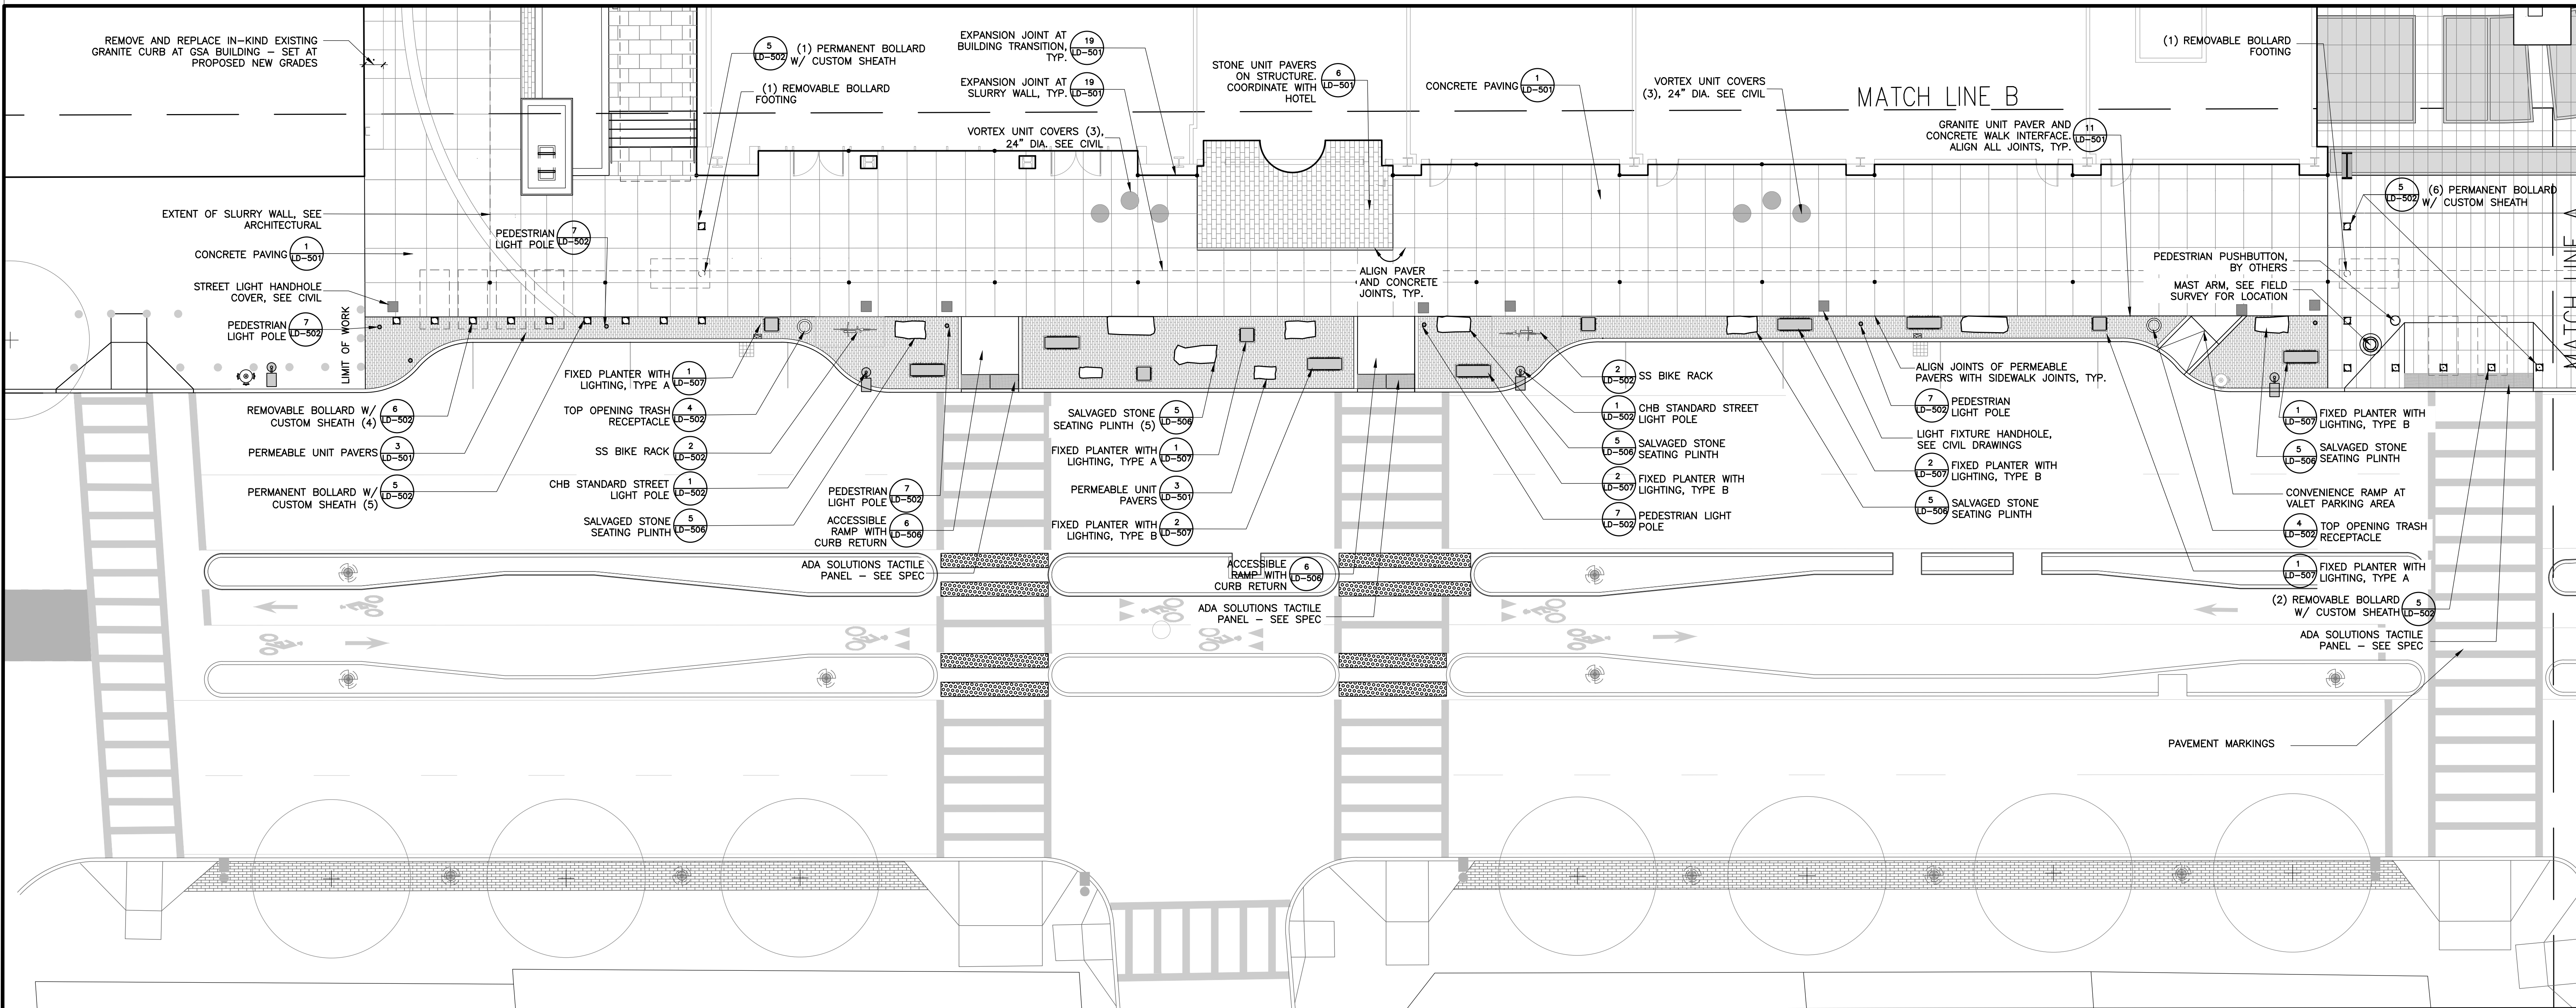 REMOVE AND REPLACE IN-KIND EXISTING
GRANITE CURB AT GSA BUILDING – SET AT
PROPOSED NEW GRADES
5
LD-502
(1) PERMANENT BOLLARD
W/ CUSTOM SHEATH
(1) REMOVABLE BOLLARD
FOOTING
EXPANSION JOINT AT
BUILDING TRANSITION,
TYP.
19
LD-501
EXPANSION JOINT AT
SLURRY WALL, TYP.
19
LD-501
VORTEX UNIT COVERS (3),
24" DIA. SEE CIVIL
STONE UNIT PAVERS
ON STRUCTURE.
COORDINATE WITH
HOTEL
6
LD-501
CONCRETE PAVING
1
LD-501
VORTEX UNIT COVERS
(3), 24" DIA. SEE CIVIL
MATCH LINE B
GRANITE UNIT PAVER AND
CONCRETE WALK INTERFACE.
ALIGN ALL JOINTS, TYP.
11
LD-501
(1) REMOVABLE BOLLARD
FOOTING
5
LD-502
(6) PERMANENT BOLLARD
W/ CUSTOM SHEATH
MATCH LINE A
EXTENT OF SLURRY WALL, SEE
ARCHITECTURAL
CONCRETE PAVING
1
LD-501
STREET LIGHT HANDHOLE
COVER, SEE CIVIL
PEDESTRIAN
LIGHT POLE
7
LD-502
LIMIT OF WORK
PEDESTRIAN
LIGHT POLE
7
LD-502
ALIGN PAVER
AND CONCRETE
JOINTS, TYP.
PEDESTRIAN PUSHBUTTON,
BY OTHERS
MAST ARM, SEE FIELD
SURVEY FOR LOCATION
REMOVABLE BOLLARD W/
CUSTOM SHEATH (4)
6
LD-502
PERMEABLE UNIT PAVERS
3
LD-501
PERMANENT BOLLARD W/
CUSTOM SHEATH (5)
5
LD-502
FIXED PLANTER WITH
LIGHTING, TYPE A
1
LD-507
TOP OPENING TRASH
RECEPTACLE
4
LD-502
SS BIKE RACK
2
LD-502
CHB STANDARD STREET
LIGHT POLE
1
LD-502
SALVAGED STONE
SEATING PLINTH
5
LD-506
PEDESTRIAN
LIGHT POLE
7
LD-502
ACCESSIBLE
RAMP WITH
CURB RETURN
6
LD-506
ADA SOLUTIONS TACTILE
PANEL – SEE SPEC
SALVAGED STONE
SEATING PLINTH (5)
5
LD-506
FIXED PLANTER WITH
LIGHTING, TYPE A
1
LD-507
PERMEABLE UNIT
PAVERS
3
LD-501
FIXED PLANTER WITH
LIGHTING, TYPE B
2
LD-507
ACCESSIBLE
RAMP WITH
CURB RETURN
6
LD-506
ADA SOLUTIONS TACTILE
PANEL – SEE SPEC
2
LD-502
SS BIKE RACK
1
LD-502
CHB STANDARD STREET
LIGHT POLE
5
LD-506
SALVAGED STONE
SEATING PLINTH
2
LD-507
FIXED PLANTER WITH
LIGHTING, TYPE B
7
LD-502
PEDESTRIAN LIGHT
POLE
ALIGN JOINTS OF PERMEABLE
PAVERS WITH SIDEWALK JOINTS, TYP.
7
LD-502
PEDESTRIAN
LIGHT POLE
LIGHT FIXTURE HANDHOLE,
SEE CIVIL DRAWINGS
2
LD-507
FIXED PLANTER WITH
LIGHTING, TYPE B
5
LD-506
SALVAGED STONE
SEATING PLINTH
1
LD-507
FIXED PLANTER WITH
LIGHTING, TYPE B
5
LD-506
SALVAGED STONE
SEATING PLINTH
CONVENIENCE RAMP AT
VALET PARKING AREA
4
LD-502
TOP OPENING TRASH
RECEPTACLE
1
LD-507
FIXED PLANTER WITH
LIGHTING, TYPE A
(2) REMOVABLE BOLLARD
W/ CUSTOM SHEATH
5
LD-502
ADA SOLUTIONS TACTILE
PANEL – SEE SPEC
PAVEMENT MARKINGS